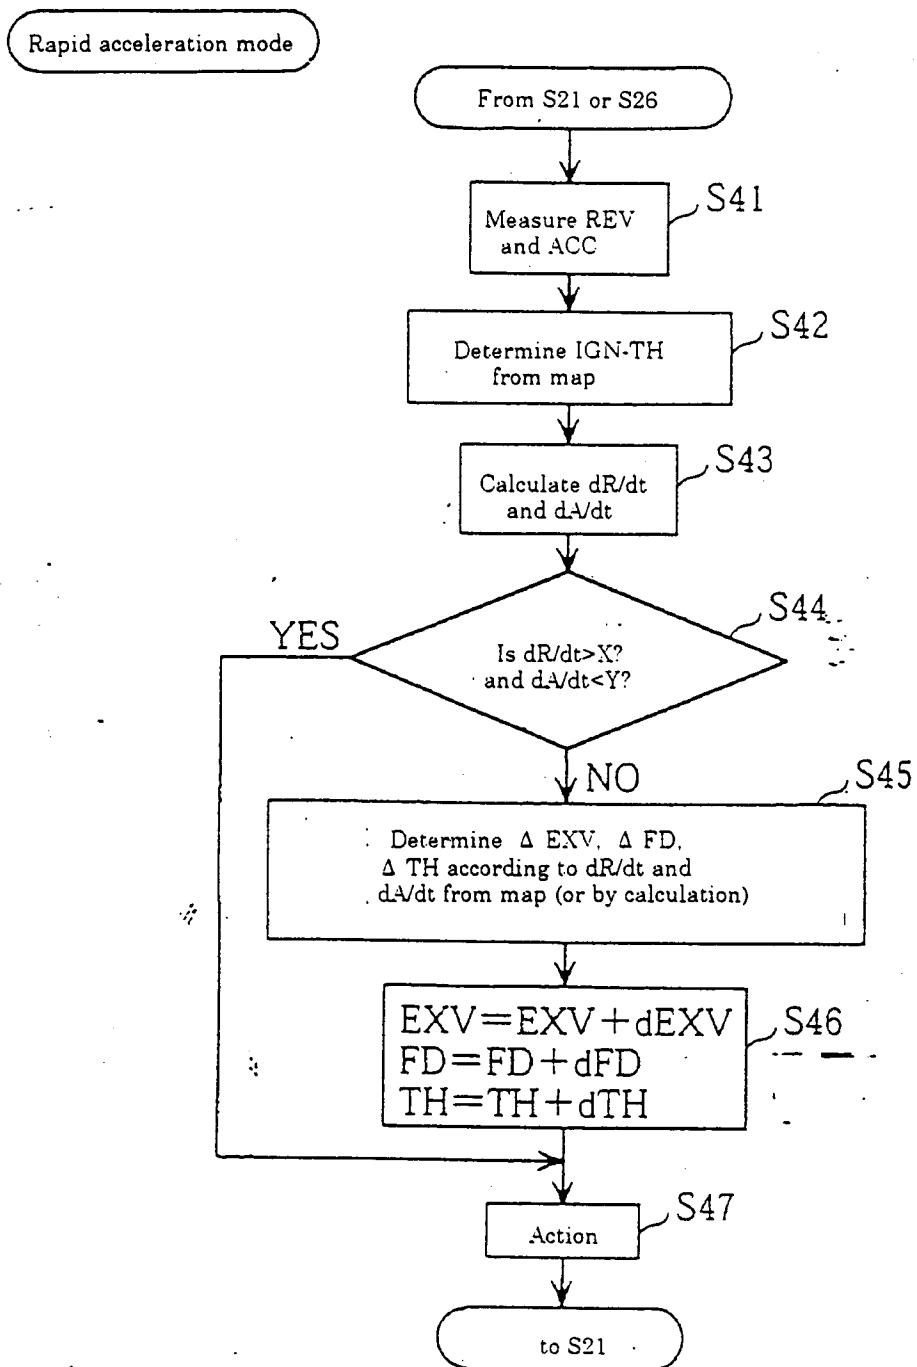 Rapid acceleration mode
From S21 or S26
S41
Measure REV
and ACC
S42
Determine IGN-TH
from map
S43
Calculate dR/dt
and dA/dt
S44
YES
Is dR/dt>X?
and dA/dt<Y?
NO
S45
Determine Δ EXV, Δ FD,
Δ TH according to dR/dt and
dA/dt from map (or by calculation)
EXV=EXV+dEXV
FD=FD+dFD
TH=TH+dTH
S46
S47
Action
to S21